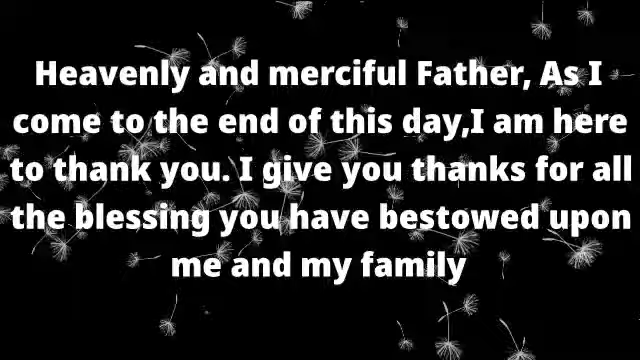 Heavenly and merciful Father, As I
come to the end of this day,I am here
to thank you. I give you thanks for all
the blessing you have bestowed upon
me and my family